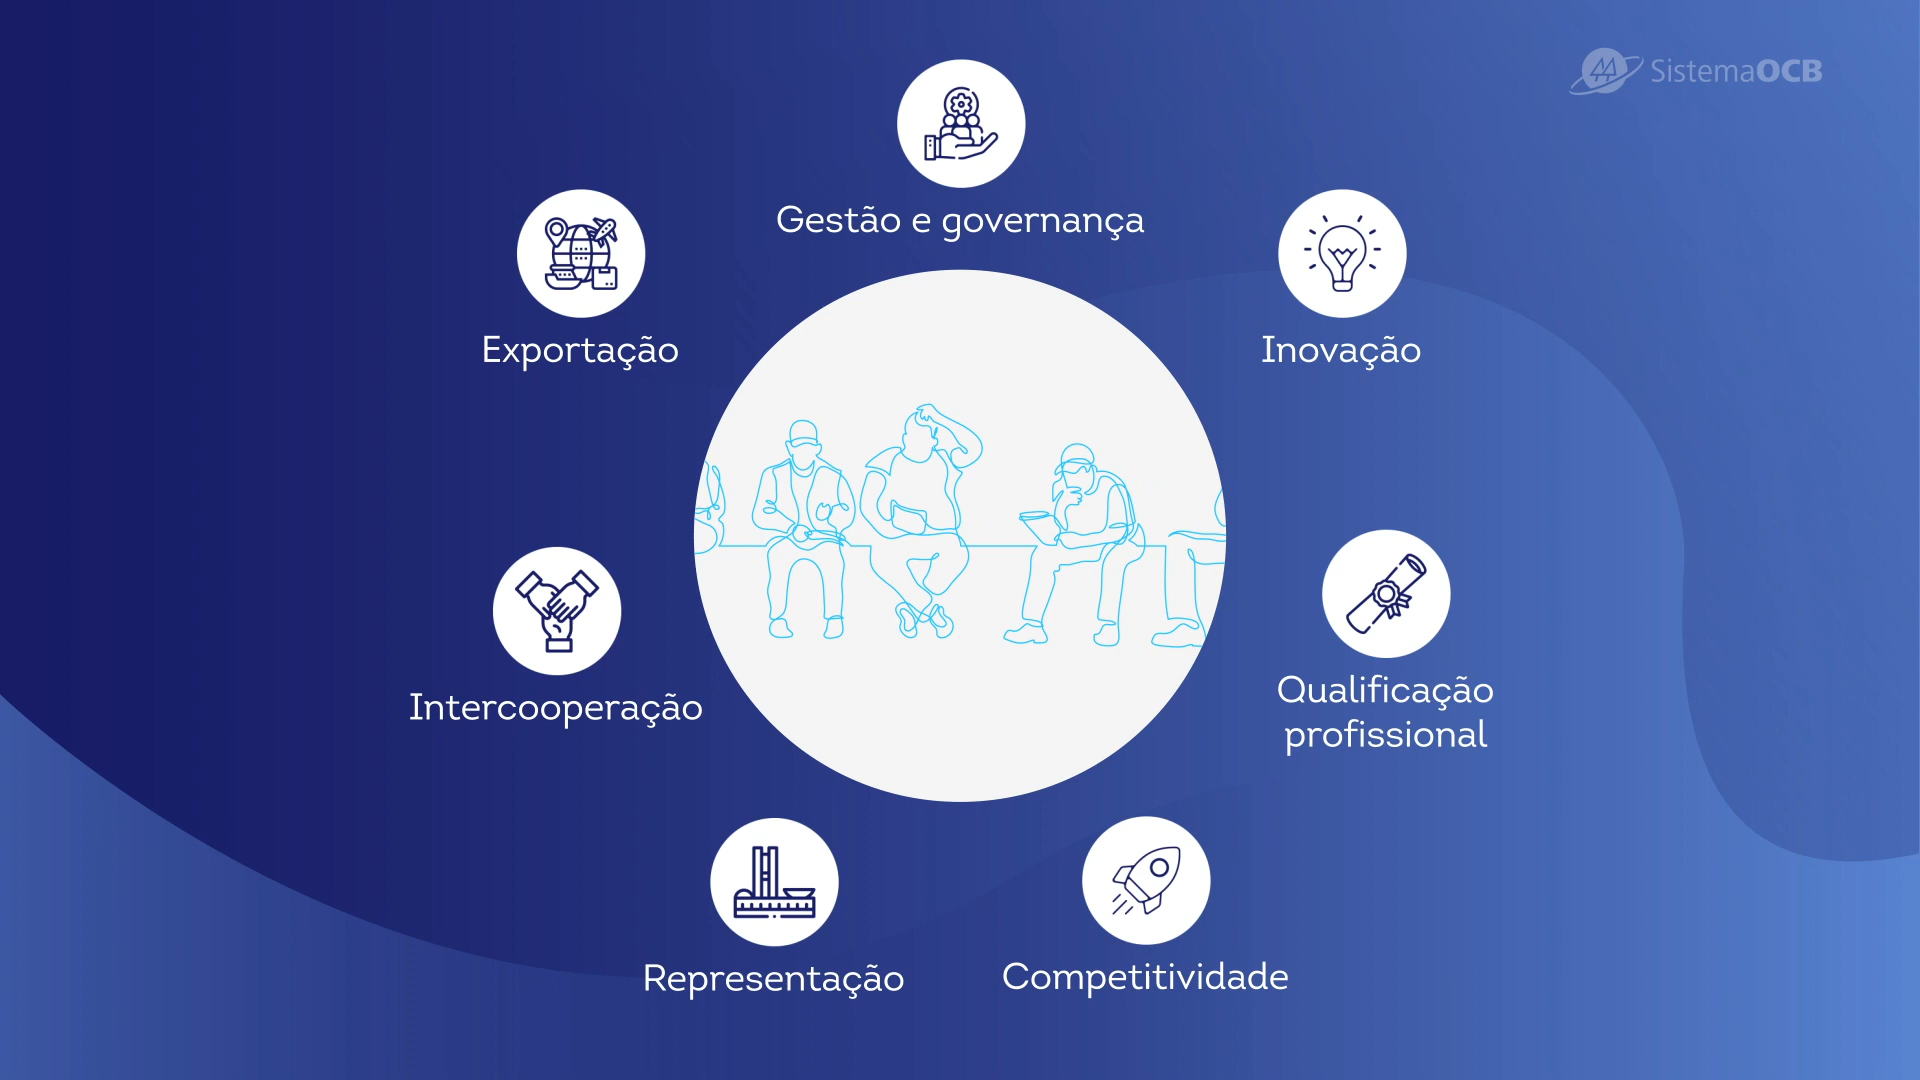 SistemaOCB
Gestão e governança
Exportação
Inovação
Intercooperação
Qualificação
profissional
Representação
Competitividade